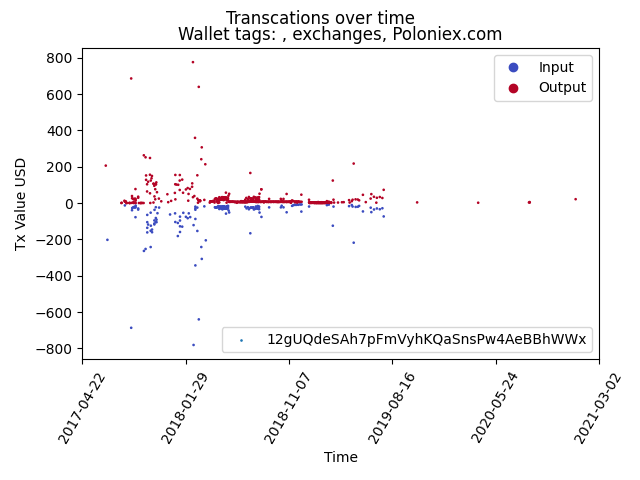 Transcations over time
Wallet tags: , exchanges, Poloniex.com
Input
Output
800
600
400
200
0
−200
−400
−600
−800
Tx Value USD
12gUQdeSAh7pFmVyhKQaSnsPw4AeBBhWWx
2017-04-22
2018-01-29
2018-11-07
2019-08-16
2020-05-24
2021-03-02
Time